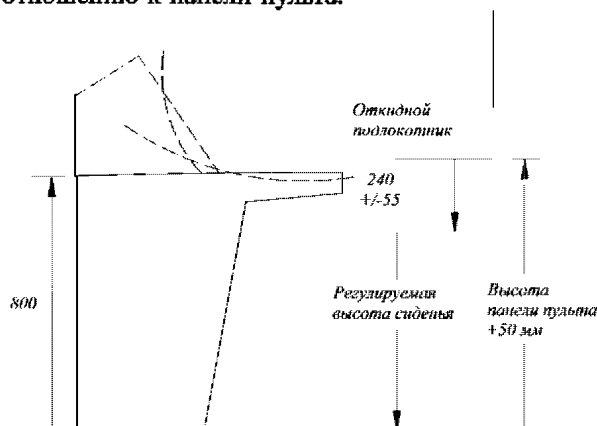 отношению к панели пульта.
Откидной
подлокотник
240
+/-55
800
Регулируемая
высота сиденья
Высота
панели пульта
+50 мм